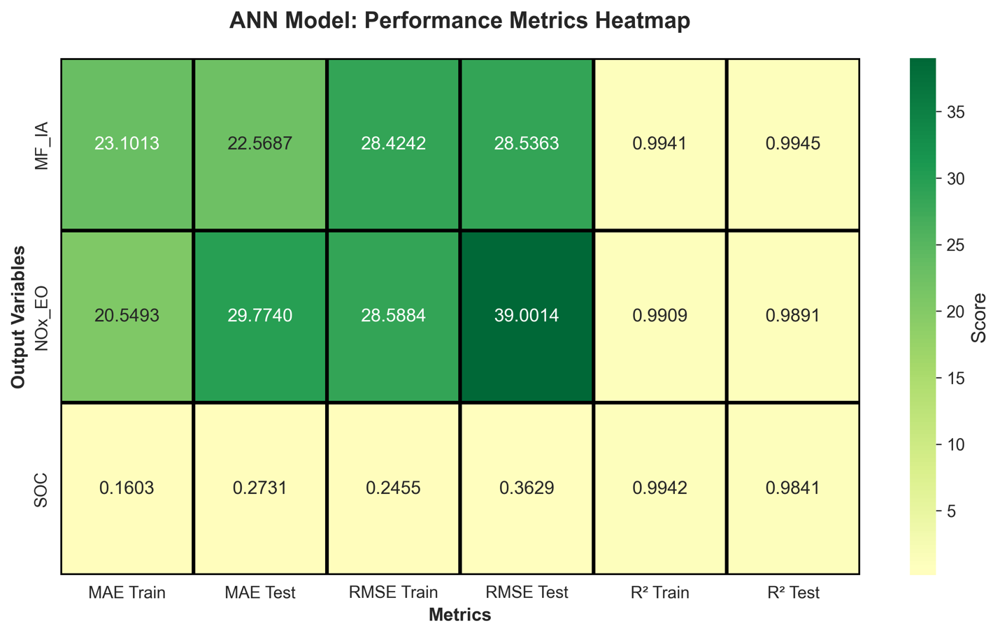 ANN Model: Performance Metrics Heatmap
Output Variables
MF_IA
23.1013 22.5687 28.4242 28.5363 0.9941 0.9945
NOx_EO
20.5493 29.7740 28.5884 39.0014 0.9909 0.9891
SOC
0.1603 0.2731 0.2455 0.3629 0.9942 0.9841
MAE Train MAE Test RMSE Train RMSE Test R² Train R² Test
Metrics
35
30
25
20
15
10
5
Score